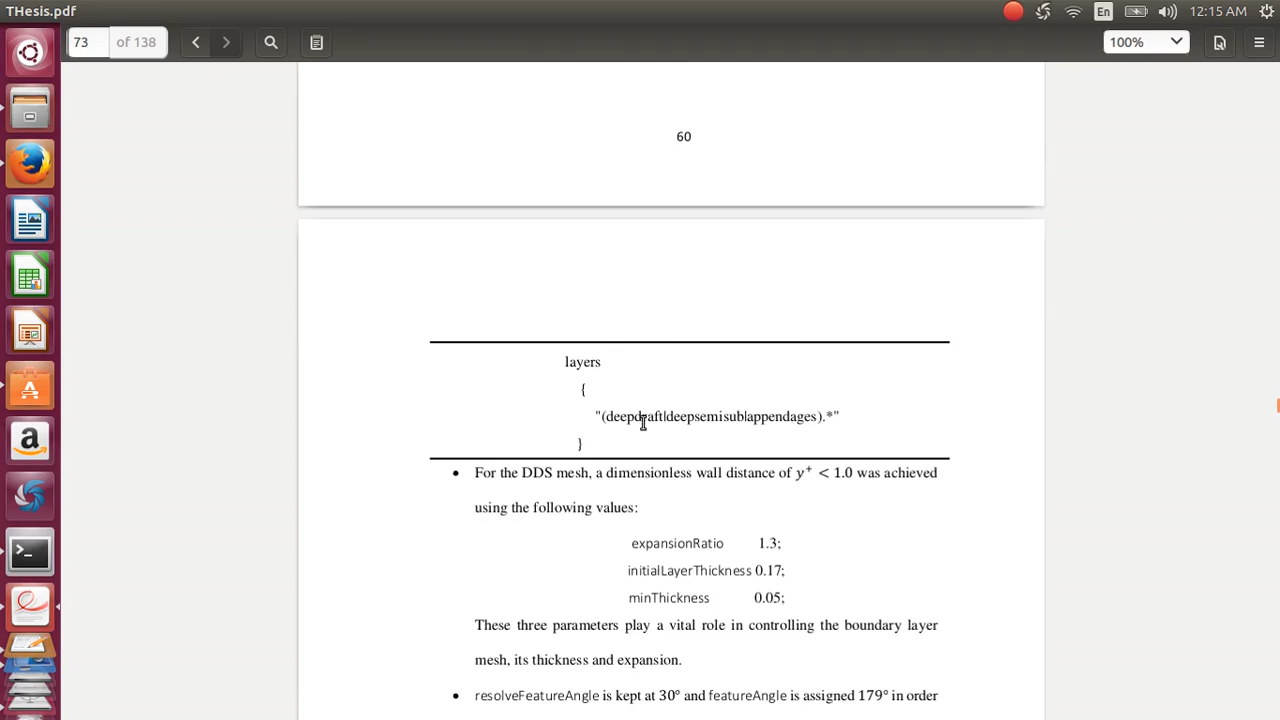 THesis.pdf
En
12:15 AM
73 of 138
100%
60
layers
{
"(deepdraft|deepsemisub|appendages).*"
}
• For the DDS mesh, a dimensionless wall distance of y⁺ < 1.0 was achieved
using the following values:
expansionRatio 1.3;
initialLayerThickness 0.17;
minThickness 0.05;
These three parameters play a vital role in controlling the boundary layer
mesh, its thickness and expansion.
• resolveFeatureAngle is kept at 30° and featureAngle is assigned 179° in order